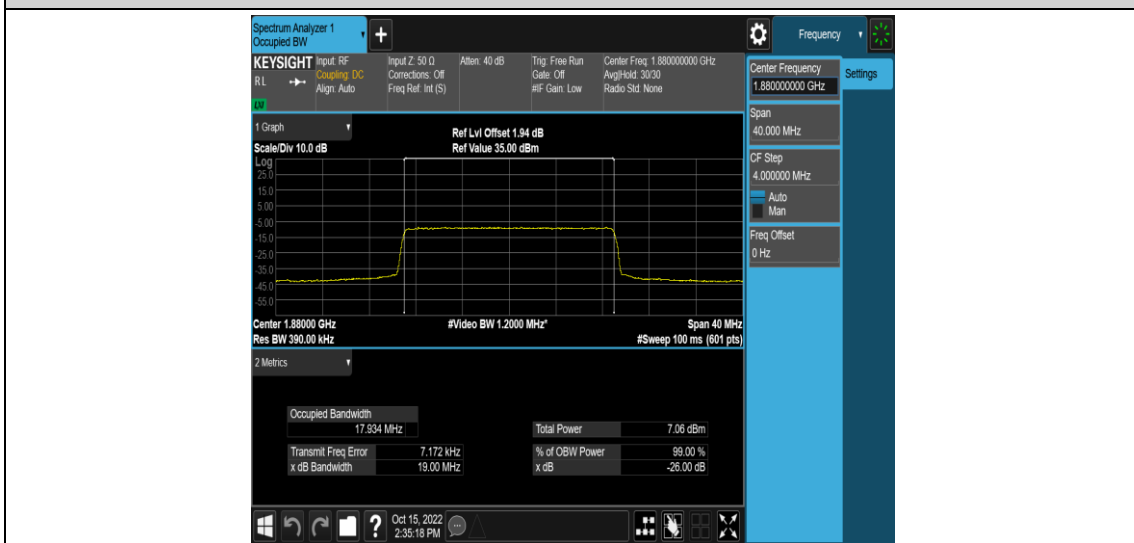 Spectrum Analyzer 1
Occupied BW
+
Frequency
KEYSIGHT
RL
LXI
Input: RF
Coupling: DC
Align: Auto
Input Z: 50 Ω
Corrections: Off
Freq Ref: Int (S)
Atten: 40 dB
Trig: Free Run
Gate: Off
#IF Gain: Low
Center Freq: 1.880000000 GHz
Avg|Hold: 30/30
Radio Std: None
Center Frequency
1.880000000 GHz
Settings
Span
40.000 MHz
CF Step
4.000000 MHz
Auto
Man
Freq Offset
0 Hz
1 Graph
Scale/Div 10.0 dB
Ref Lvl Offset 1.94 dB
Ref Value 35.00 dBm
Log
25.0
15.0
5.00
-5.00
-15.0
-25.0
-35.0
-45.0
-55.0
Center 1.88000 GHz
#Video BW 1.2000 MHz*
Span 40 MHz
Res BW 390.00 kHz
#Sweep 100 ms (601 pts)
2 Metrics
Occupied Bandwidth
17.934 MHz
Total Power 7.06 dBm
Transmit Freq Error 7.172 kHz
% of OBW Power 99.00 %
x dB Bandwidth 19.00 MHz
x dB -26.00 dB
?
Oct 15, 2022
2:35:18 PM